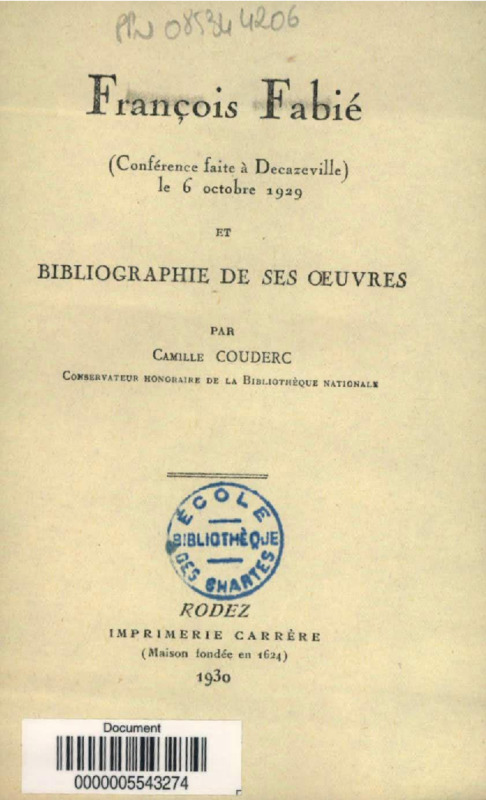 PPN 085344206
François Fabié
(Conférence faite à Decazeville)
le 6 octobre 1929
ET
BIBLIOGRAPHIE DE SES ŒUVRES
PAR
CAMILLE COUDERC
CONSERVATEUR HONORAIRE DE LA BIBLIOTHÈQUE NATIONALE
ÉCOLE
BIBLIOTHÈQUE
DES CHARTES
RODEZ
IMPRIMERIE CARRÈRE
(Maison fondée en 1624)
1930
Document
0000005543274